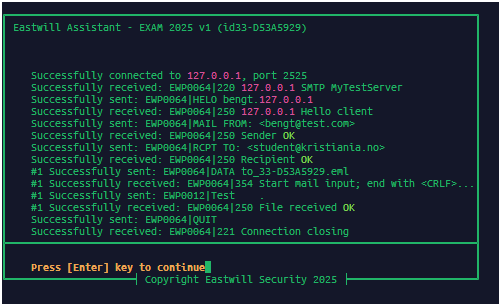 Eastwill Assistant - EXAM 2025 v1 (id33-D53A5929)
Successfully connected to 127.0.0.1, port 2525
Successfully received: EWP0064|220 127.0.0.1 SMTP MyTestServer
Successfully sent: EWP0064|HELO bengt.127.0.0.1
Successfully received: EWP0064|250 127.0.0.1 Hello client
Successfully sent: EWP0064|MAIL FROM: <bengt@test.com>
Successfully received: EWP0064|250 Sender OK
Successfully sent: EWP0064|RCPT TO: <student@kristiania.no>
Successfully received: EWP0064|250 Recipient OK
#1 Successfully sent: EWP0064|DATA to_33-D53A5929.eml
#1 Successfully received: EWP0064|354 Start mail input; end with <CRLF>...
#1 Successfully sent: EWP0012|Test    .
#1 Successfully received: EWP0064|250 File received OK
Successfully sent: EWP0064|QUIT
Successfully received: EWP0064|221 Connection closing
Press [Enter] key to continue
Copyright Eastwill Security 2025